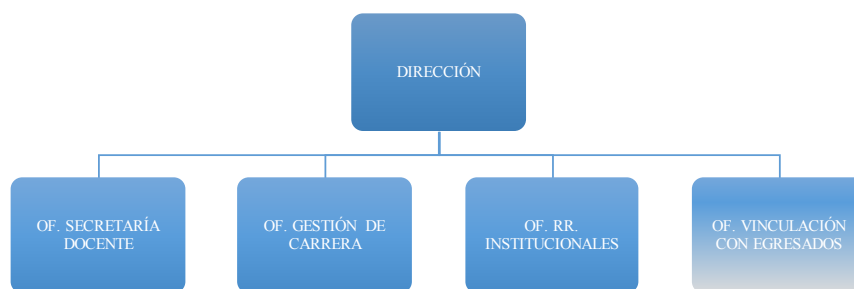 DIRECCIÓN
OF. SECRETARÍA
DOCENTE
OF. GESTIÓN DE
CARRERA
OF. RR.
INSTITUCIONALES
OF. VINCULACIÓN
CON EGRESADOS